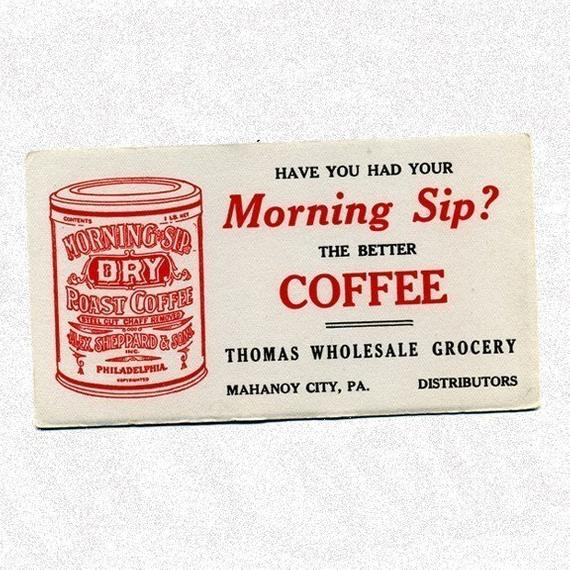 CONTENTS 1 LB. NET
MORNING-SIP
DRY
ROAST COFFEE
STEEL CUT CHAFF REMOVED
ALEX. SHEPPARD & SONS
INC.
PHILADELPHIA.
COPYRIGHTED
HAVE YOU HAD YOUR
Morning Sip?
THE BETTER
COFFEE
THOMAS WHOLESALE GROCERY
MAHANOY CITY, PA. DISTRIBUTORS